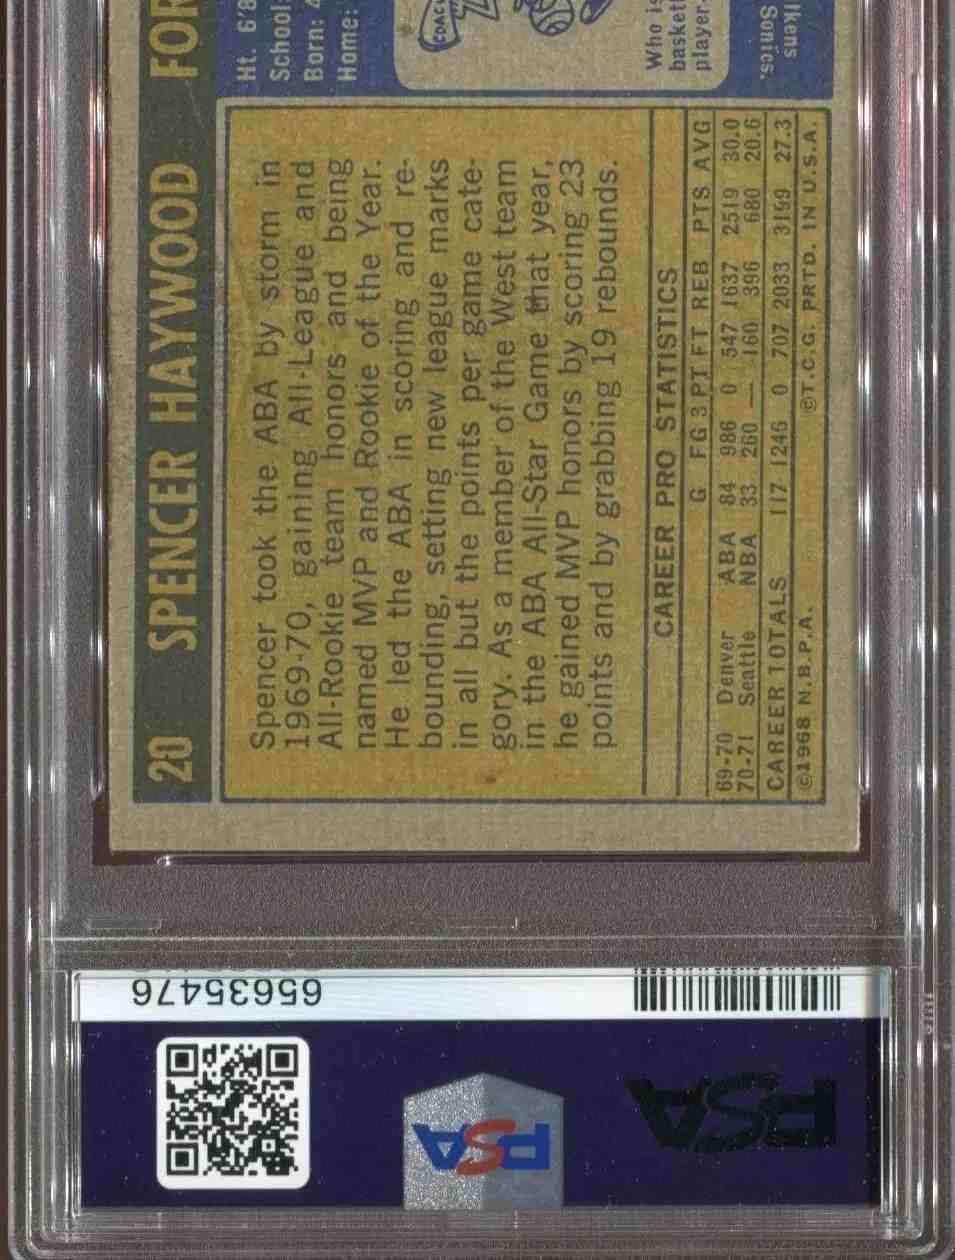 20 SPENCER HAYWOOD FOR
Ht. 6'8
School:
Born: 4
Home:
Spencer took the ABA by storm in
1969-70, gaining All-League and
All-Rookie team honors and being
named MVP and Rookie of the Year.
He led the ABA in scoring and re-
bounding, setting new league marks
in all but the points per game cate-
gory. As a member of the West team
in the ABA All-Star Game that year,
he gained MVP honors by scoring 23
points and by grabbing 19 rebounds.
COACH
Who is
basketb
player-
lkens
Sonics.
CAREER PRO STATISTICS
G FG 3PT FT REB PTS AVG
69-70 Denver ABA 84 986 0 547 1637 2519 30.0
70-71 Seattle NBA 33 260 — 160 396 680 20.6
CAREER TOTALS 117 1246 0 707 2033 3199 27.3
©1968 N.B.P.A. ©T.C.G. PRTD. IN U.S.A.
65635476
PSA
PSA